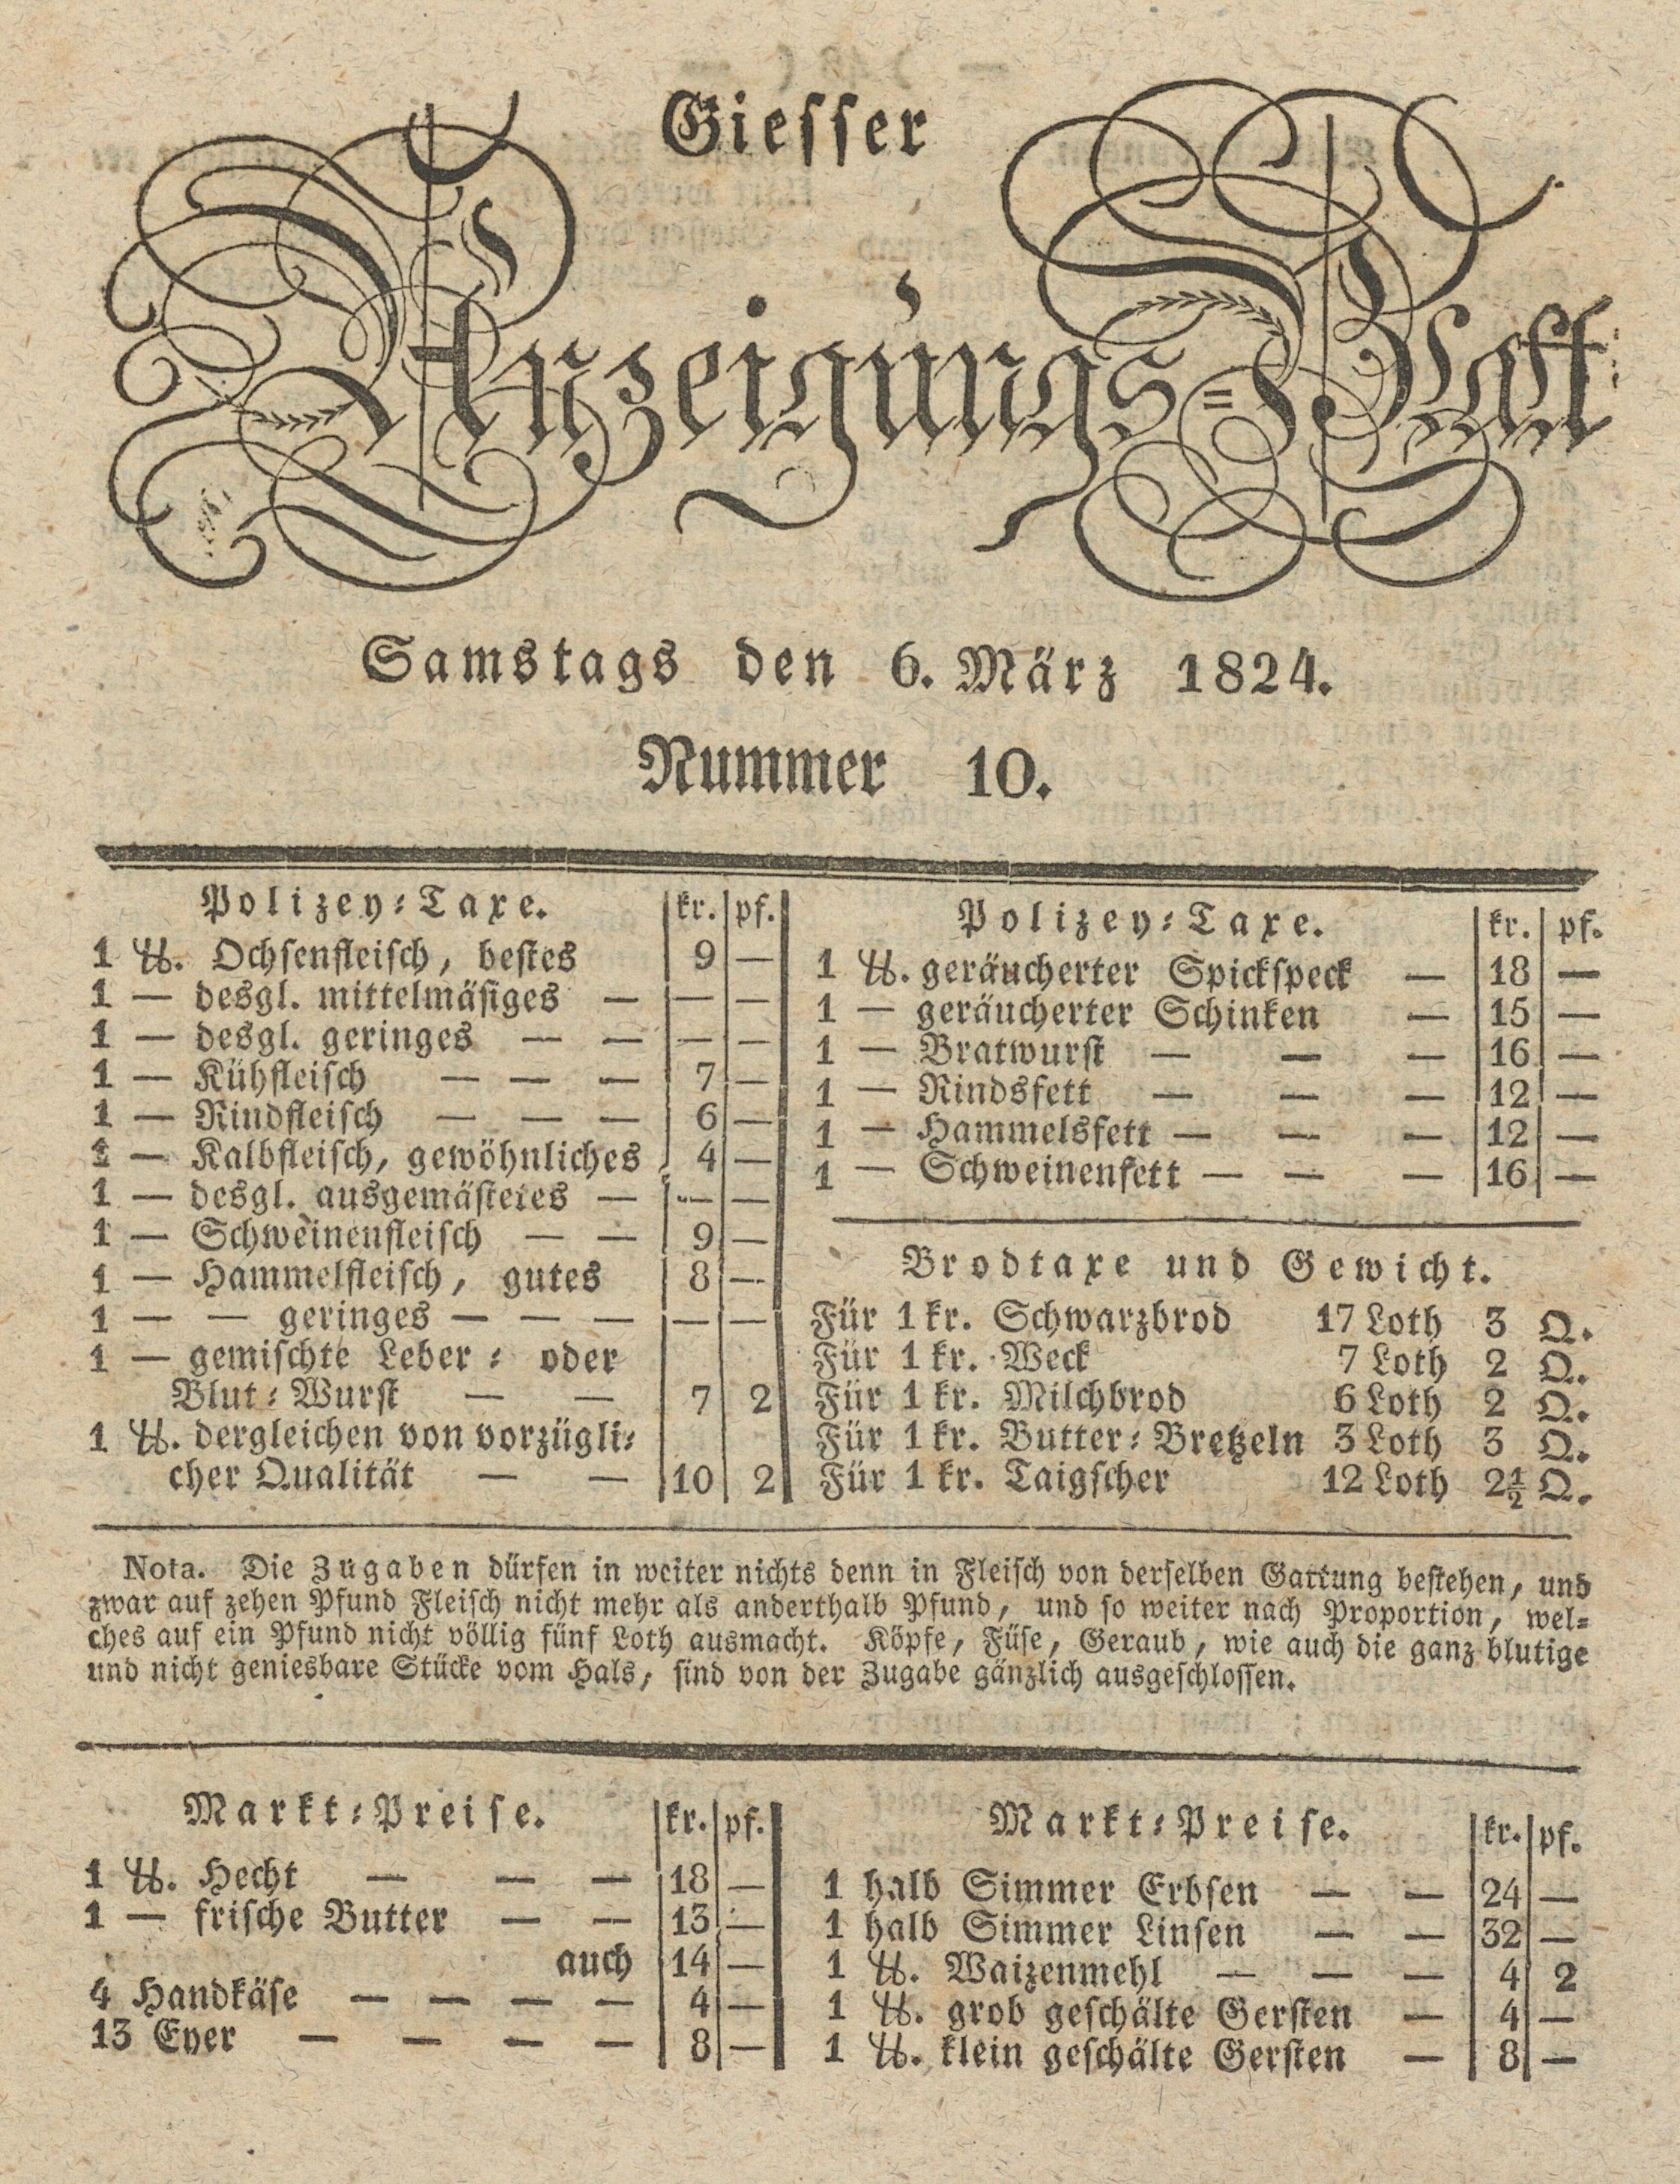 Giesser
Anzeigungs-Blatt
Samstags den 6. März 1824.
Nummer 10.
Polizey-Taxe. kr. pf.
1 ℔. Ochsenfleisch, bestes 9 —
1 — desgl. mittelmäsiges — — —
1 — desgl. geringes — — — —
1 — Kühfleisch — — — 7 —
1 — Rindfleisch — — — 6 —
1 — Kalbfleisch, gewöhnliches 4 —
1 — desgl. ausgemästetes — — —
1 — Schweinenfleisch — — 9 —
1 — Hammelfleisch, gutes 8 —
1 — — geringes — — — — —
1 — gemischte Leber- oder
Blut-Wurst — — 7 2
1 ℔. dergleichen von vorzügli-
cher Qualität — — 10 2
Polizey-Taxe. kr. pf.
1 ℔. geräucherter Spickspeck — 18 —
1 — geräucherter Schinken — 15 —
1 — Bratwurst — — — 16 —
1 — Rindsfett — — — 12 —
1 — Hammelsfett — — — 12 —
1 — Schweinenfett — — — 16 —
Brodtaxe und Gewicht.
Für 1 kr. Schwarzbrod 17 Loth 3 Q.
Für 1 kr. Weck 7 Loth 2 Q.
Für 1 kr. Milchbrod 6 Loth 2 Q.
Für 1 kr. Butter-Bretzeln 3 Loth 3 Q.
Für 1 kr. Taigscher 12 Loth 2½ Q.
Nota. Die Zugaben dürfen in weiter nichts denn in Fleisch von derselben Gattung bestehen, und
zwar auf zehen Pfund Fleisch nicht mehr als anderthalb Pfund, und so weiter nach Proportion, wel-
ches auf ein Pfund nicht völlig fünf Loth ausmacht. Köpfe, Füse, Geraub, wie auch die ganz blutige
und nicht geniesbare Stücke vom Hals, sind von der Zugabe gänzlich ausgeschlossen.
Markt-Preise. kr. pf.
1 ℔. Hecht — — — 18 —
1 — frische Butter — — 13 —
auch 14 —
4 Handkäse — — — — 4 —
13 Eyer — — — — 8 —
Markt-Preise. kr. pf.
1 halb Simmer Erbsen — — 24 —
1 halb Simmer Linsen — — 32 —
1 ℔. Waizenmehl — — — 4 2
1 ℔. grob geschälte Gersten — 4 —
1 ℔. klein geschälte Gersten — 8 —